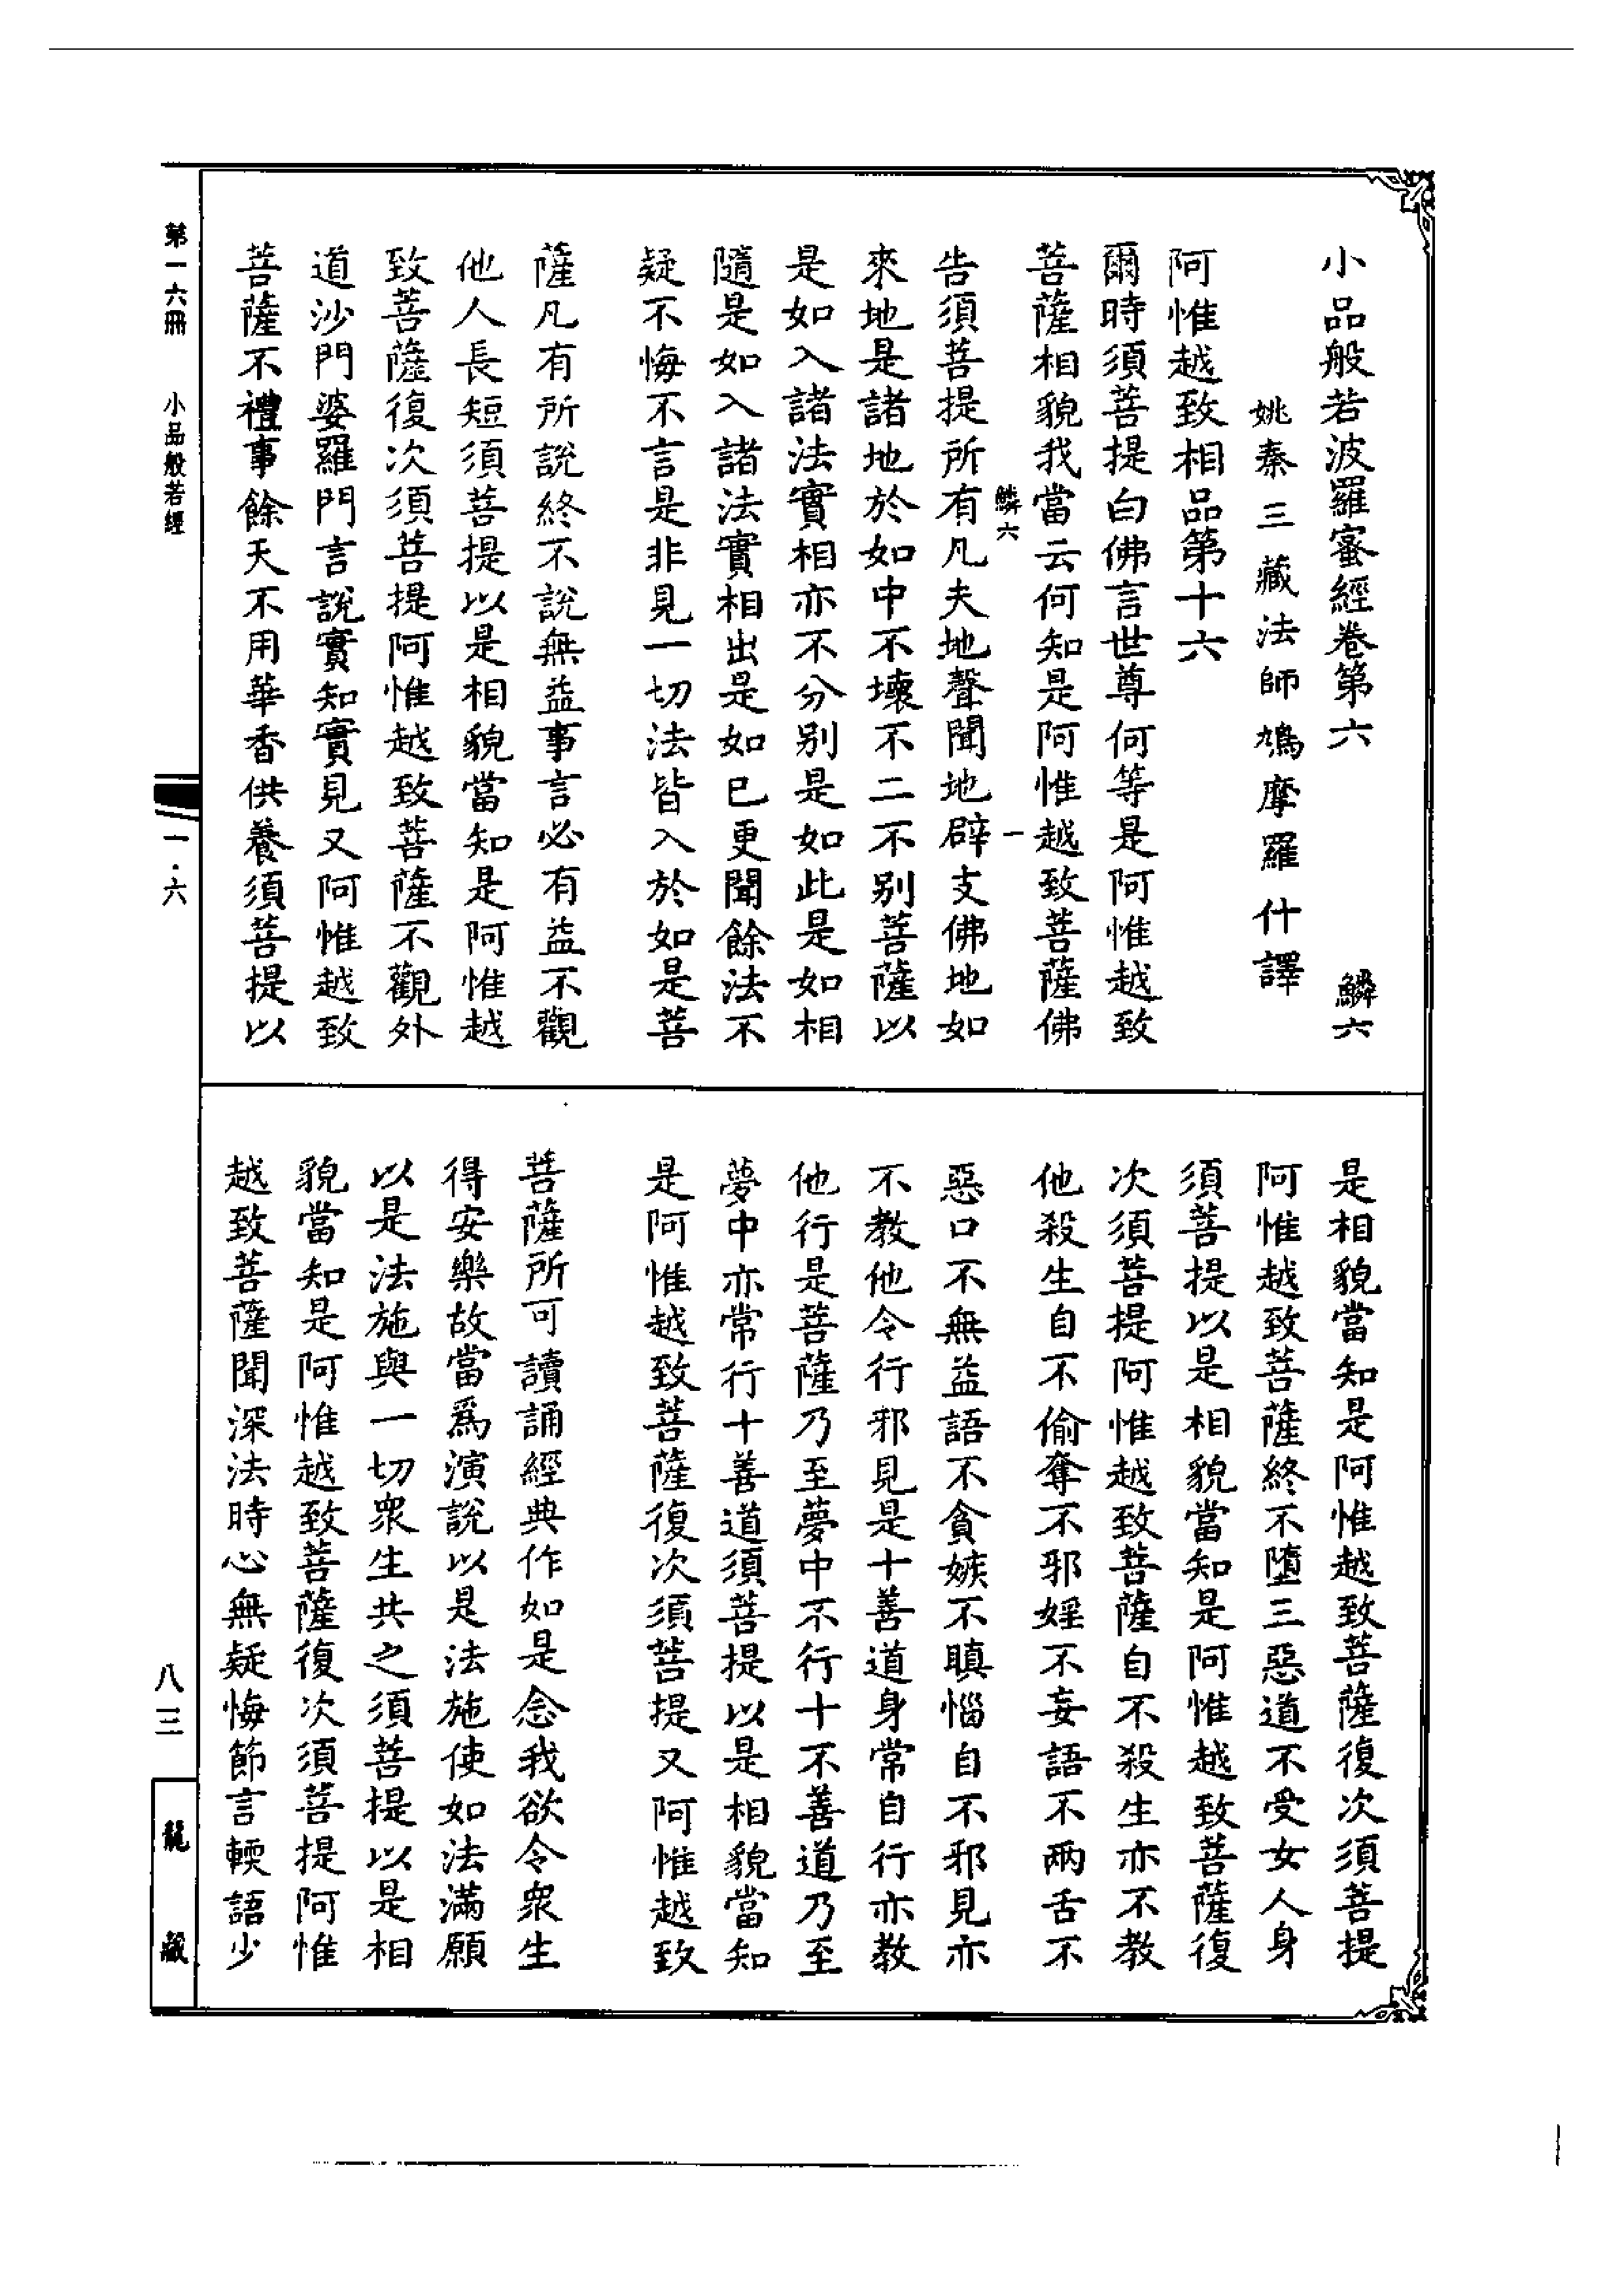 小品般若波羅蜜經卷第六　鱗六
姚秦三藏法師鳩摩羅什譯
阿惟越致相品第十六
爾時須菩提白佛言世尊何等是阿惟越致
菩薩相貌我當云何知是阿惟越致菩薩佛
鱗六　一
告須菩提所有凡夫地聲聞地辟支佛地如
來地是諸地於如中不壞不二不别菩薩以
是如入諸法實相亦不分别是如此是如相
隨是如入諸法實相出是如已更聞餘法不
疑不悔不言是非見一切法皆入於如是菩
薩凡有所說終不說無益事言必有益不觀
他人長短須菩提以是相貌當知是阿惟越
致菩薩復次須菩提阿惟越致菩薩不觀外
道沙門婆羅門言說實知實見又阿惟越致
菩薩不禮事餘天不用華香供養須菩提以
是相貌當知是阿惟越致菩薩復次須菩提
阿惟越致菩薩終不墮三惡道不受女人身
須菩提以是相貌當知是阿惟越致菩薩復
次須菩提阿惟越致菩薩自不殺生亦不教
他殺生自不偷奪不邪婬不妄語不兩舌不
惡口不無益語不貪嫉不瞋惱自不邪見亦
不教他令行邪見是十善道身常自行亦教
他行是菩薩乃至夢中不行十不善道乃至
夢中亦常行十善道須菩提以是相貌當知
是阿惟越致菩薩復次須菩提又阿惟越致
菩薩所可讀誦經典作如是念我欲令衆生
得安樂故當爲演說以是法施使如法滿願
以是法施與一切衆生共之須菩提以是相
貌當知是阿惟越致菩薩復次須菩提阿惟
越致菩薩聞深法時心無疑悔節言輭語少
第一六冊　小品般若經
一·六
八三
龍藏